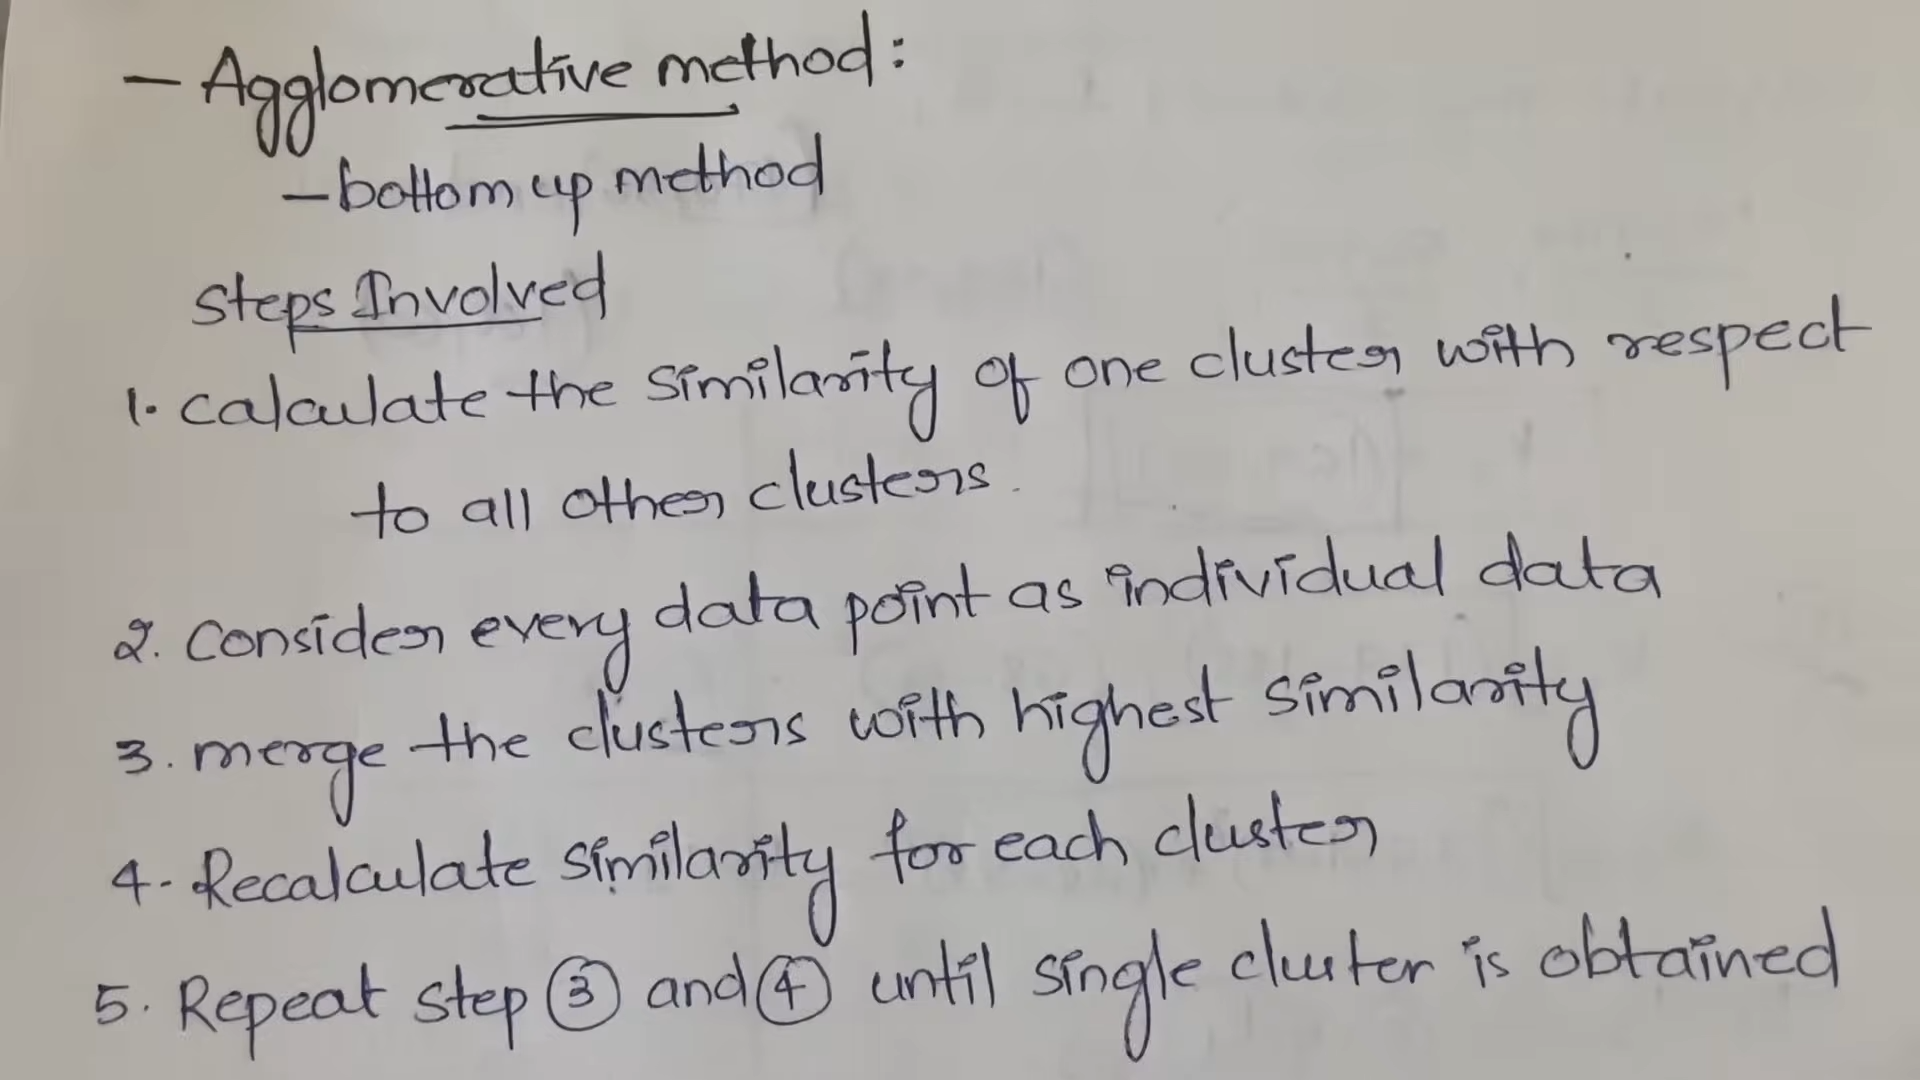 - Agglomerative method:
- bottom up method
Steps Involved
1. calculate the similarity of one cluster with respect
to all other clusters.
2. Consider every data point as individual data
3. merge the clusters with highest similarity
4. Recalculate similarity for each cluster
5. Repeat step ③ and ④ until single cluster is obtained